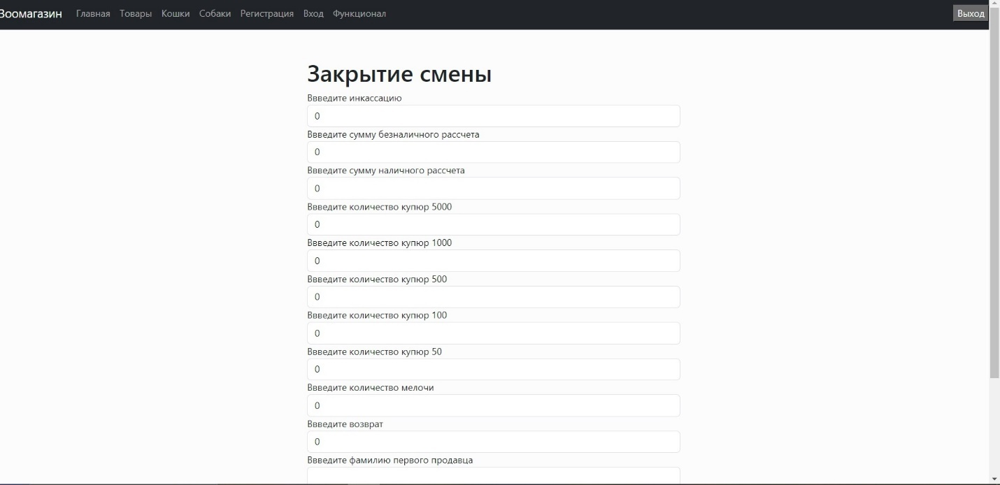 Зоомагазин Главная Товары Кошки Собаки Регистрация Вход Функционал Выход
Закрытие смены
Ввведите инкассацию
0
Ввведите сумму безналичного рассчета
0
Ввведите сумму наличного рассчета
0
Ввведите количество купюр 5000
0
Ввведите количество купюр 1000
0
Ввведите количество купюр 500
0
Ввведите количество купюр 100
0
Ввведите количество купюр 50
0
Ввведите количество мелочи
0
Ввведите возврат
0
Ввведите фамилию первого продавца